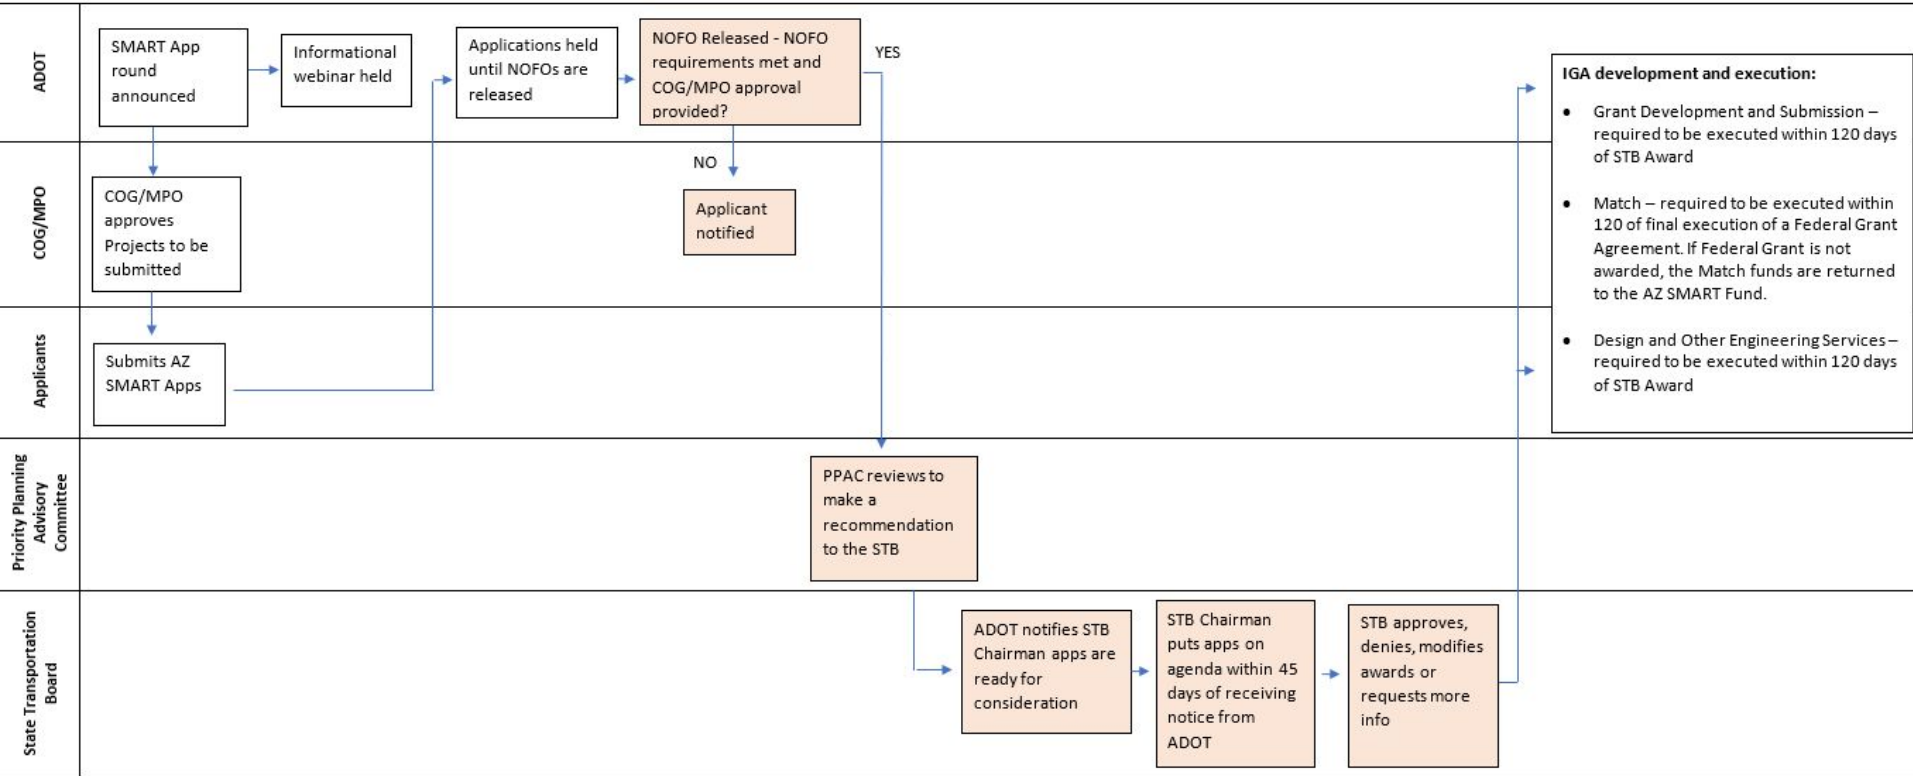 ADOT
SMART App
round
announced
Informational
webinar held
Applications held
until NOFOs are
released
NOFO Released - NOFO
requirements met and
COG/MPO approval
provided?
YES
NO
COG/MPO
COG/MPO
approves
Projects to be
submitted
Applicant
notified
Applicants
Submits AZ
SMART Apps
IGA development and execution:
• Grant Development and Submission –
required to be executed within 120 days
of STB Award
• Match – required to be executed within
120 of final execution of a Federal Grant
Agreement. If Federal Grant is not
awarded, the Match funds are returned
to the AZ SMART Fund.
• Design and Other Engineering Services –
required to be executed within 120 days
of STB Award
Priority Planning
Advisory
Committee
PPAC reviews to
make a
recommendation
to the STB
State Transportation
Board
ADOT notifies STB
Chairman apps are
ready for
consideration
STB Chairman
puts apps on
agenda within 45
days of receiving
notice from
ADOT
STB approves,
denies, modifies
awards or
requests more
info